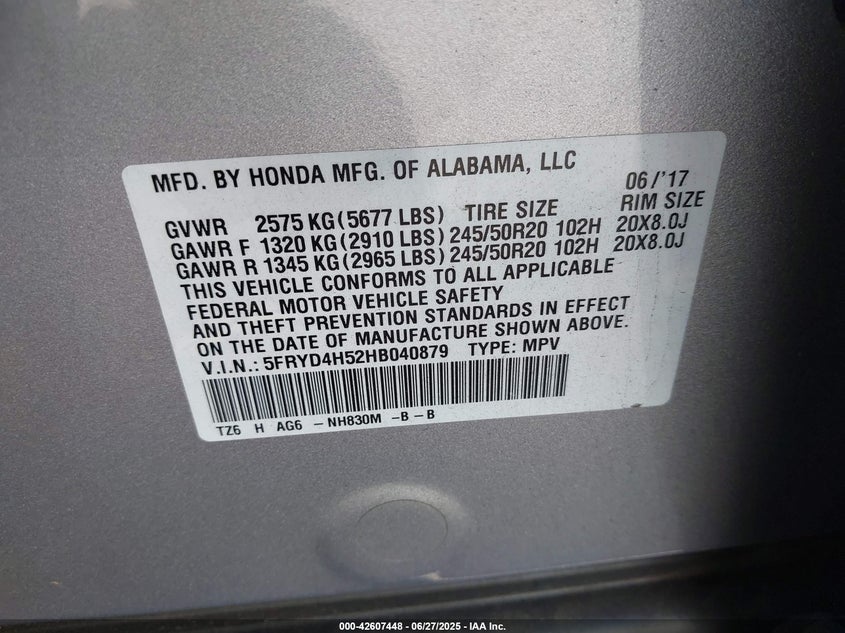 MFD. BY HONDA MFG. OF ALABAMA, LLC 06/'17
GVWR 2575 KG(5677 LBS) TIRE SIZE RIM SIZE
GAWR F 1320 KG(2910 LBS)245/50R20 102H 20X8.0J
GAWR R 1345 KG(2965 LBS)245/50R20 102H 20X8.0J
THIS VEHICLE CONFORMS TO ALL APPLICABLE
FEDERAL MOTOR VEHICLE SAFETY
AND THEFT PREVENTION STANDARDS IN EFFECT
ON THE DATE OF MANUFACTURE SHOWN ABOVE.
V.I.N.: 5FRYD4H52HB040879 TYPE: MPV
TZ6 H AG6 -NH830M -B-B
000-42607448 - 06/27/2025 - IAA Inc.